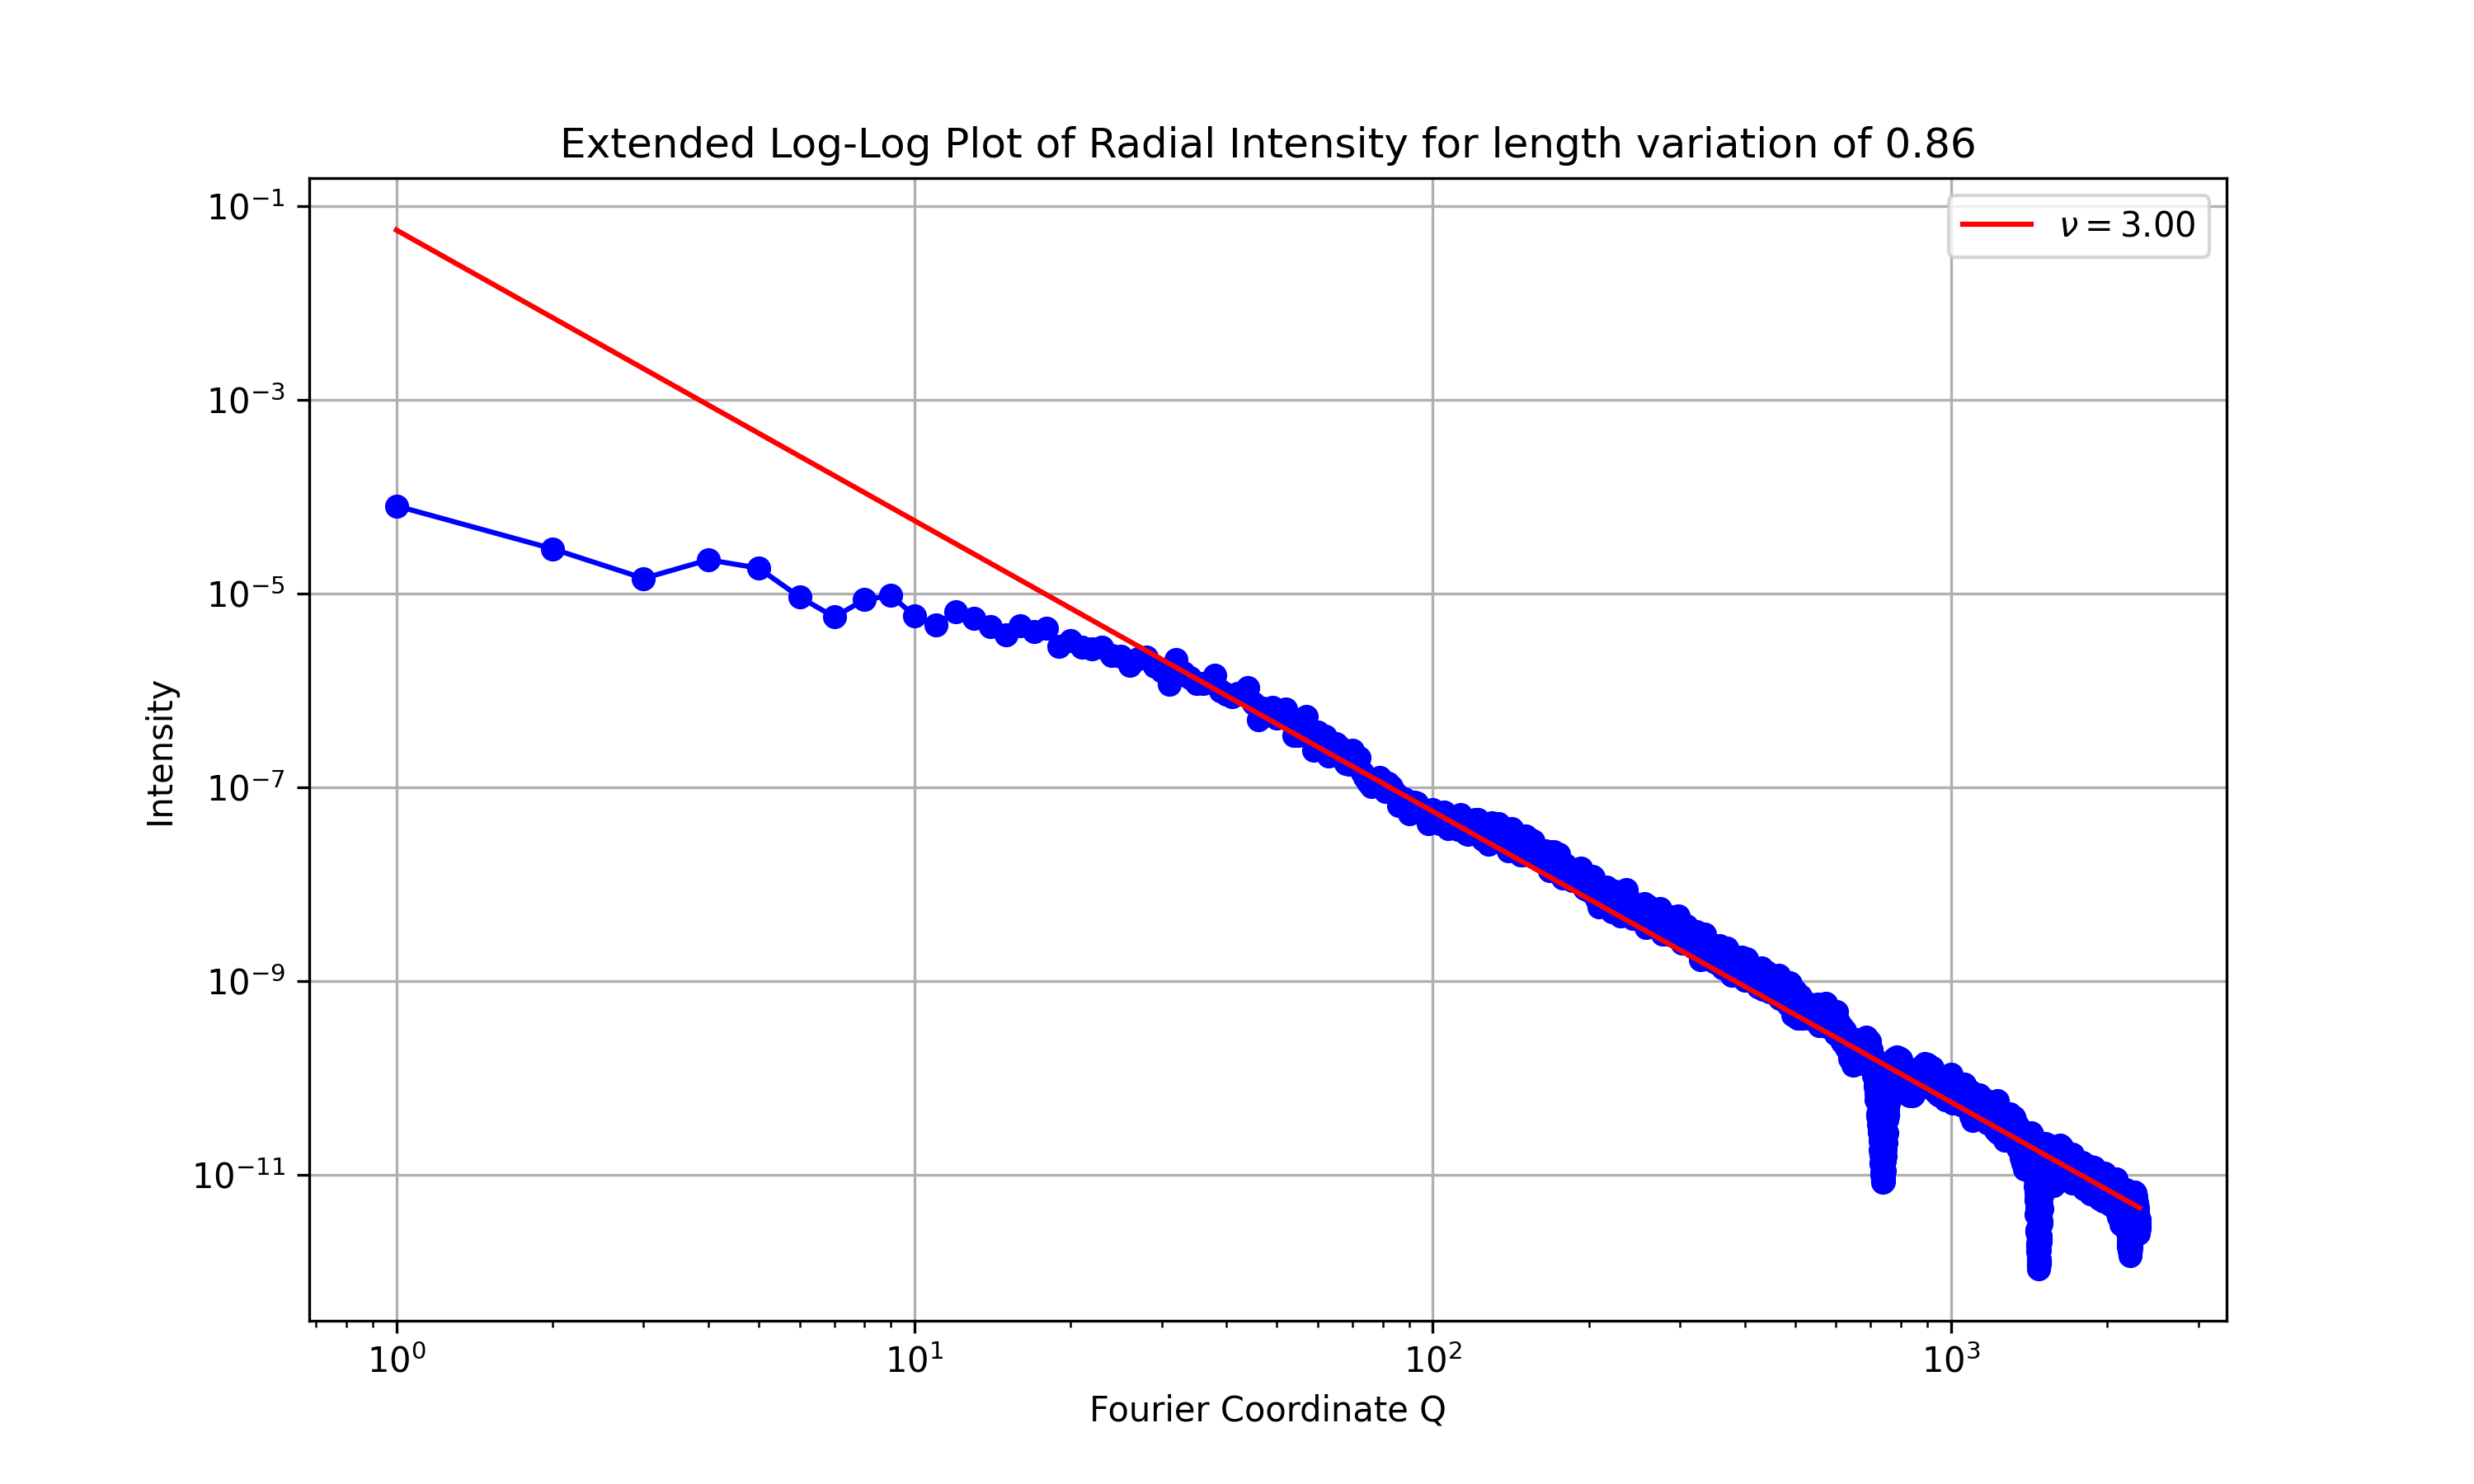 Extended Log-Log Plot of Radial Intensity for length variation of 0.86
ν = 3.00
10⁻¹
10⁻³
10⁻⁵
10⁻⁷
10⁻⁹
10⁻¹¹
Intensity
10⁰ 10¹ 10² 10³
Fourier Coordinate Q